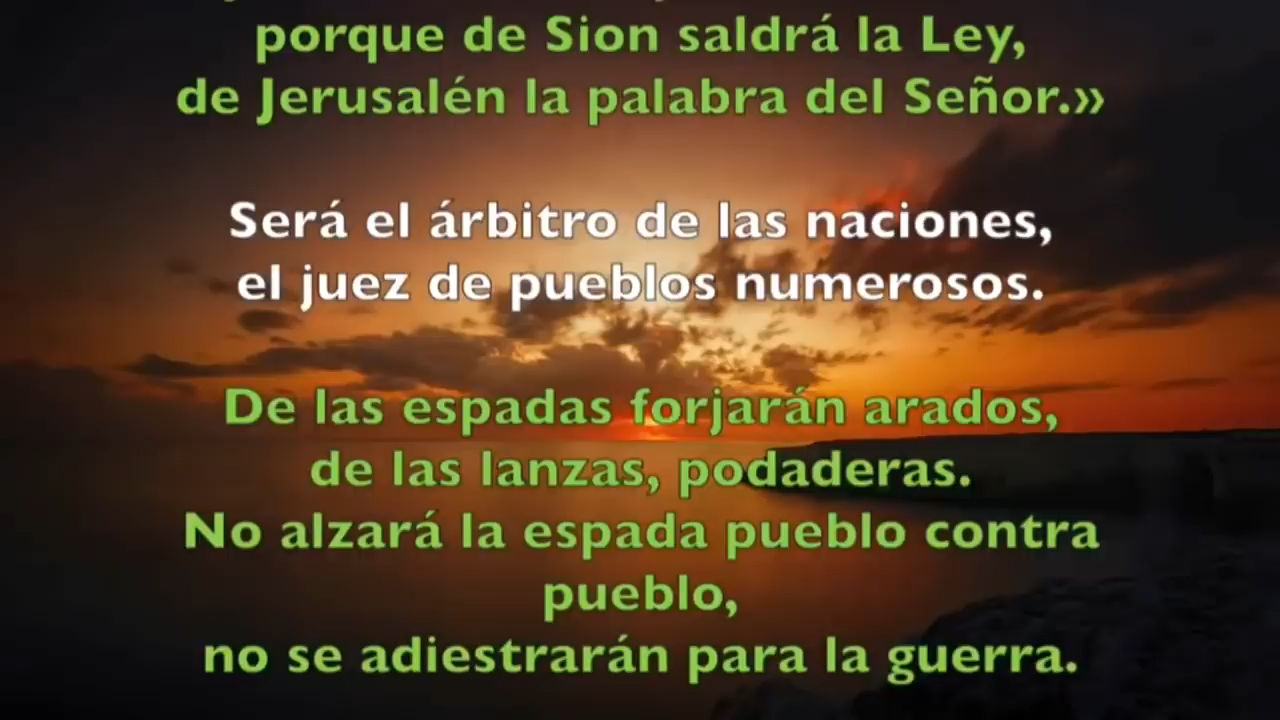 porque de Sion saldrá la Ley,
de Jerusalén la palabra del Señor.»
Será el árbitro de las naciones,
el juez de pueblos numerosos.
De las espadas forjarán arados,
de las lanzas, podaderas.
No alzará la espada pueblo contra
pueblo,
no se adiestrarán para la guerra.